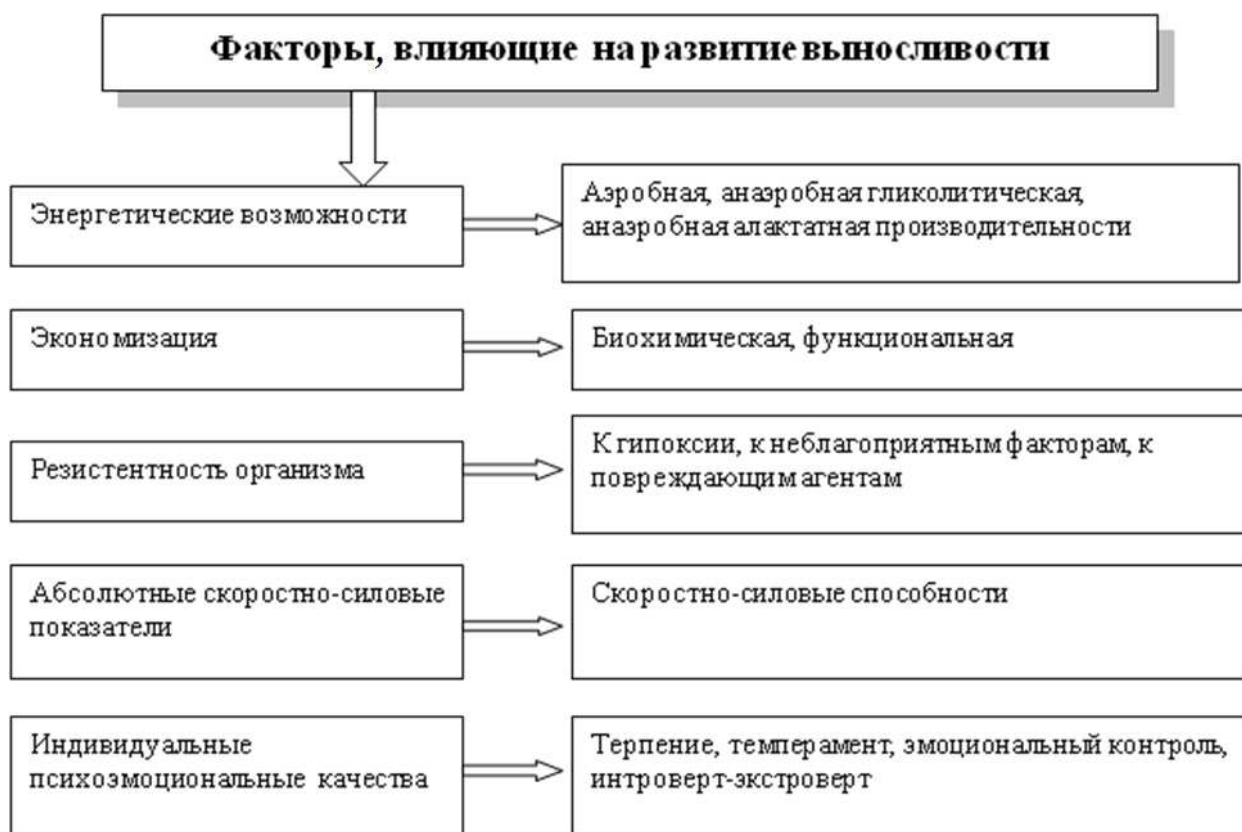 Факторы, влияющие на развитие выносливости
Энергетические возможности
Аэробная, анаэробная гликолитическая,
анаэробная алактатная производительности
Экономизация
Биохимическая, функциональная
Резистентность организма
К гипоксии, к неблагоприятным факторам, к
повреждающим агентам
Абсолютные скоростно-силовые
показатели
Скоростно-силовые способности
Индивидуальные
психоэмоциональные качества
Терпение, темперамент, эмоциональный контроль,
интроверт-экстроверт